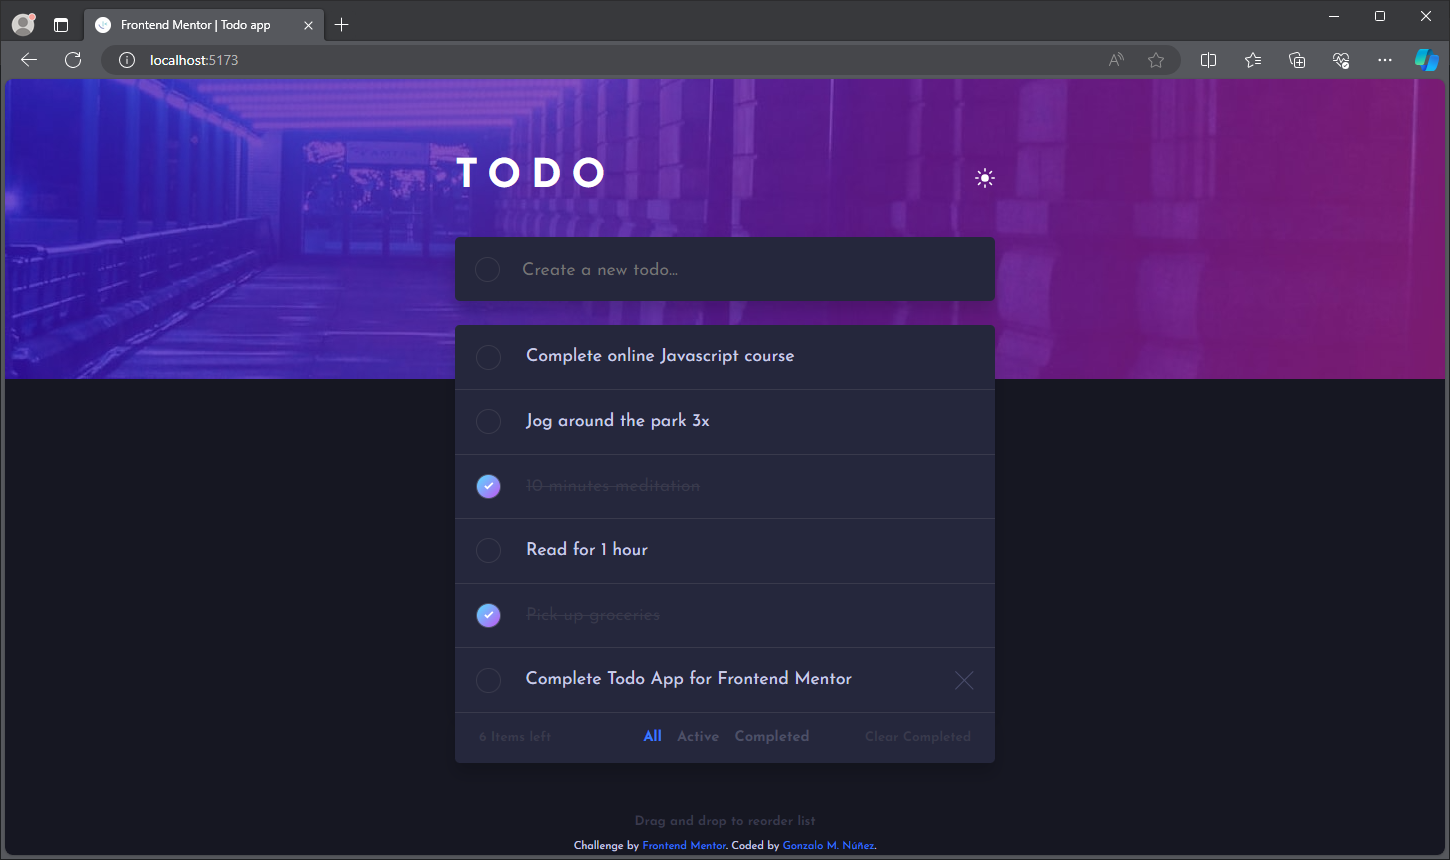 Frontend Mentor | Todo app
localhost:5173
TODO
Create a new todo...
Complete online Javascript course
Jog around the park 3x
10 minutes meditation
Read for 1 hour
Pick up groceries
Complete Todo App for Frontend Mentor
6 Items left All Active Completed Clear Completed
Drag and drop to reorder list
Challenge by Frontend Mentor. Coded by Gonzalo M. Núñez.